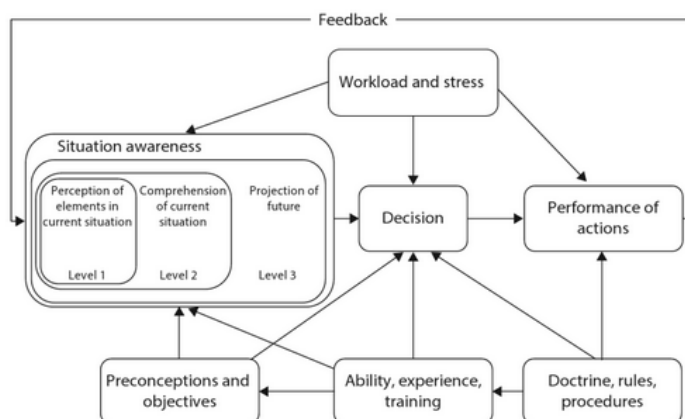 Feedback
Workload and stress
Situation awareness
Perception of
elements in
current situation
Level 1
Comprehension
of current
situation
Level 2
Projection of
future
Level 3
Decision
Performance of
actions
Preconceptions and
objectives
Ability, experience,
training
Doctrine, rules,
procedures